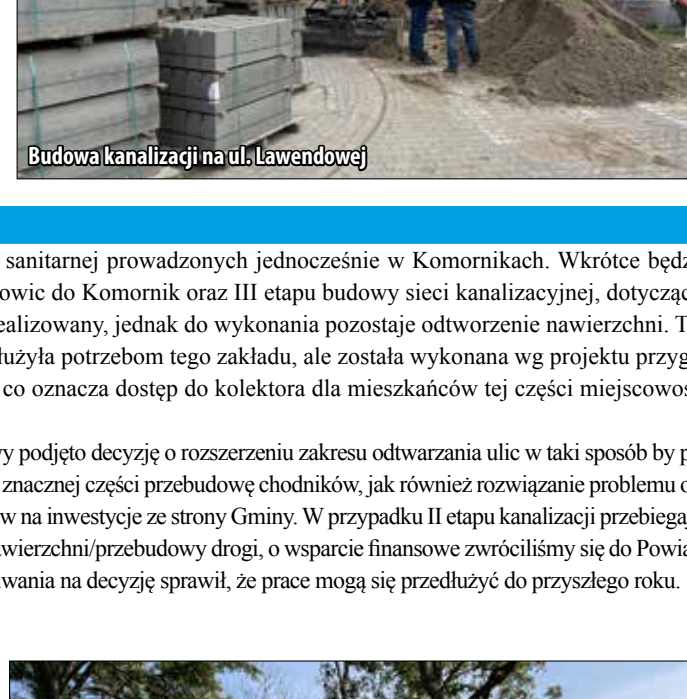 Budowa kanalizacji na ul. Lawendowej
sanitarnej prowadzonych jednocześnie w Komornikach. Wkrótce będz
owic do Komornik oraz III etapu budowy sieci kanalizacyjnej, dotycząc
ealizowany, jednak do wykonania pozostaje odtworzenie nawierzchni. T
łużyła potrzebom tego zakładu, ale została wykonana wg projektu przyg
co oznacza dostęp do kolektora dla mieszkańców tej części miejscowoś
y podjęto decyzję o rozszerzeniu zakresu odtwarzania ulic w taki sposób by p
znacznej części przebudowę chodników, jak również rozwiązanie problemu o
w na inwestycje ze strony Gminy. W przypadku II etapu kanalizacji przebiega
awierzchni/przebudowy drogi, o wsparcie finansowe zwróciliśmy się do Powia
wania na decyzję sprawił, że prace mogą się przedłużyć do przyszłego roku.